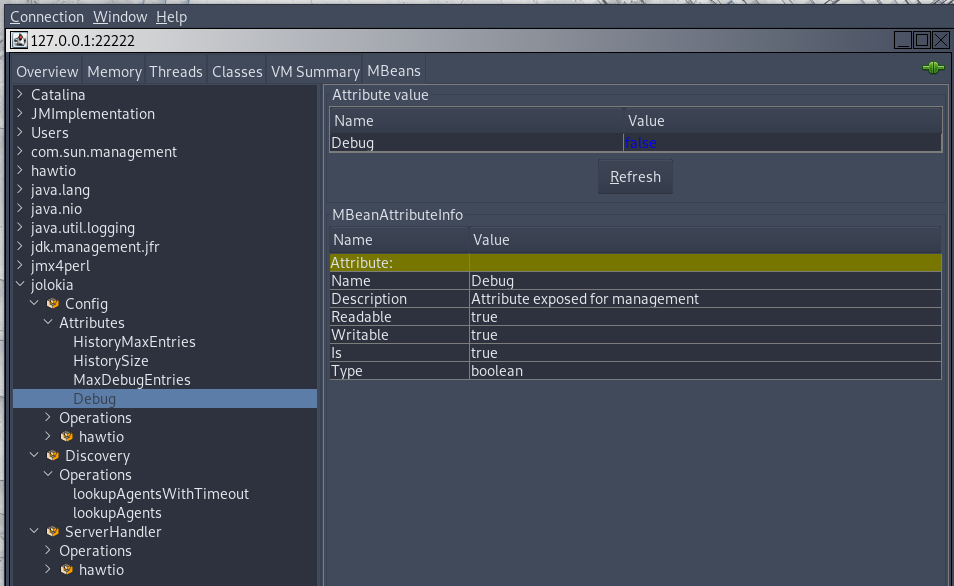 Connection Window Help
127.0.0.1:22222
Overview Memory Threads Classes VM Summary MBeans
Catalina
JMImplementation
Users
com.sun.management
hawtio
java.lang
java.nio
java.util.logging
jdk.management.jfr
jmx4perl
jolokia
Config
Attributes
HistoryMaxEntries
HistorySize
MaxDebugEntries
Debug
Operations
hawtio
Discovery
Operations
lookupAgentsWithTimeout
lookupAgents
ServerHandler
Operations
hawtio
Attribute value
Name Value
Debug false
Refresh
MBeanAttributeInfo
Name Value
Attribute:
Name Debug
Description Attribute exposed for management
Readable true
Writable true
Is true
Type boolean